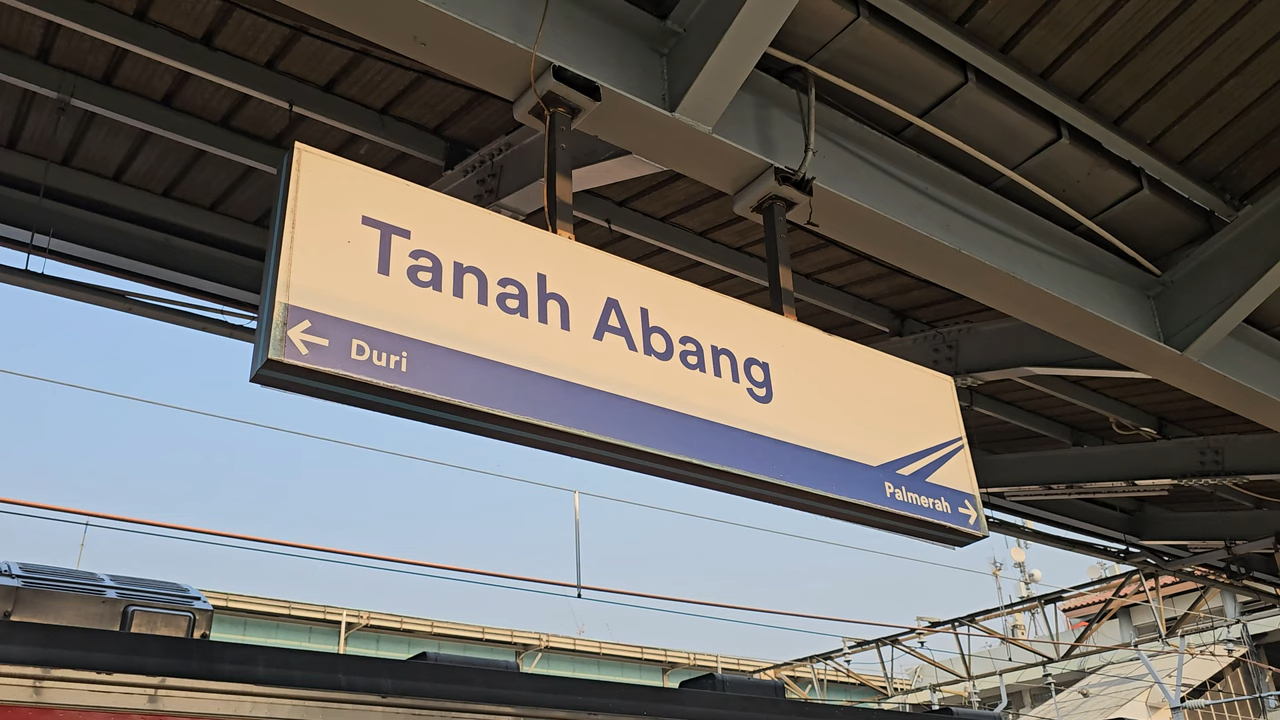 Tanah Abang
← Duri
Palmerah →